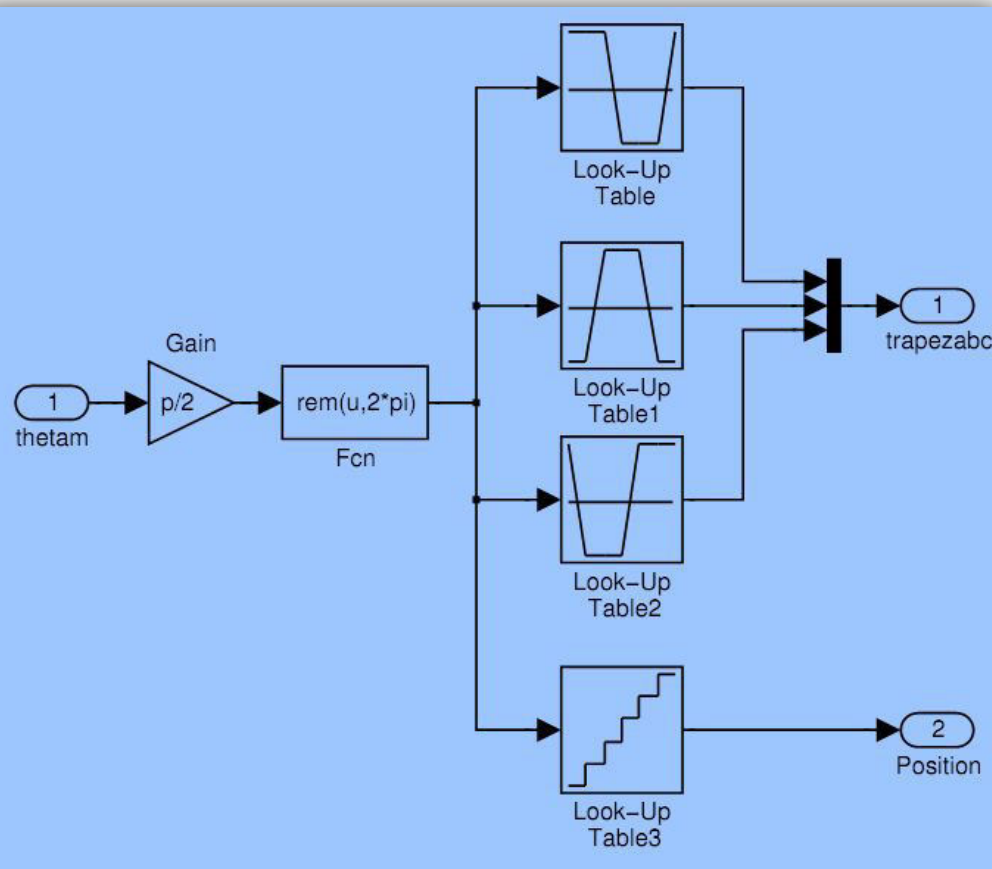 Look−Up
Table
Look−Up
Table1
Look−Up
Table2
Look−Up
Table3
Gain
p/2
rem(u,2*pi)
Fcn
1
thetam
1
trapezabc
2
Position